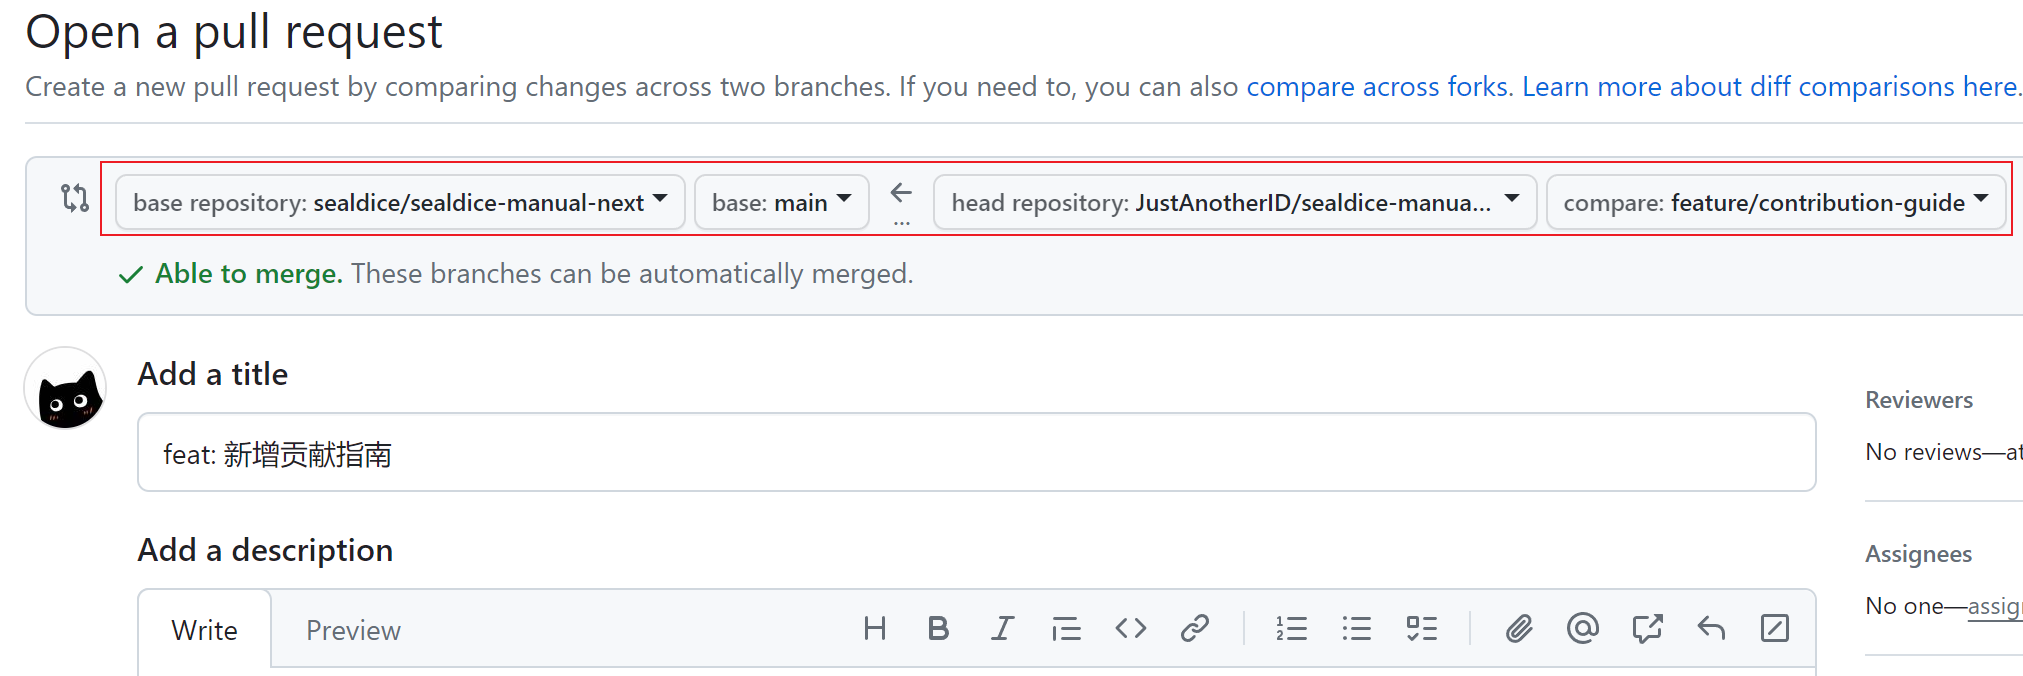 Open a pull request
Create a new pull request by comparing changes across two branches. If you need to, you can also compare across forks. Learn more about diff comparisons here.
base repository: sealdice/sealdice-manual-next base: main ... head repository: JustAnotherID/sealdice-manua... compare: feature/contribution-guide
Able to merge. These branches can be automatically merged.
Add a title
feat: 新增贡献指南
Reviewers
No reviews—at
Add a description
Assignees
No one—assig
Write Preview